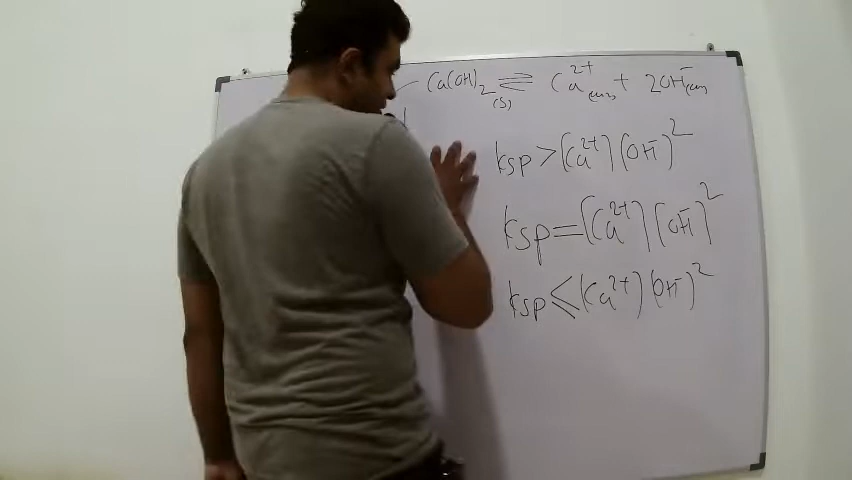 Ca(OH)₂(s) ⇌ Ca²⁺(aq) + 2OH⁻(aq)
Ksp > (Ca²⁺)(OH⁻)²
Ksp = (Ca²⁺)(OH⁻)²
Ksp ⩽ (Ca²⁺)(OH⁻)²